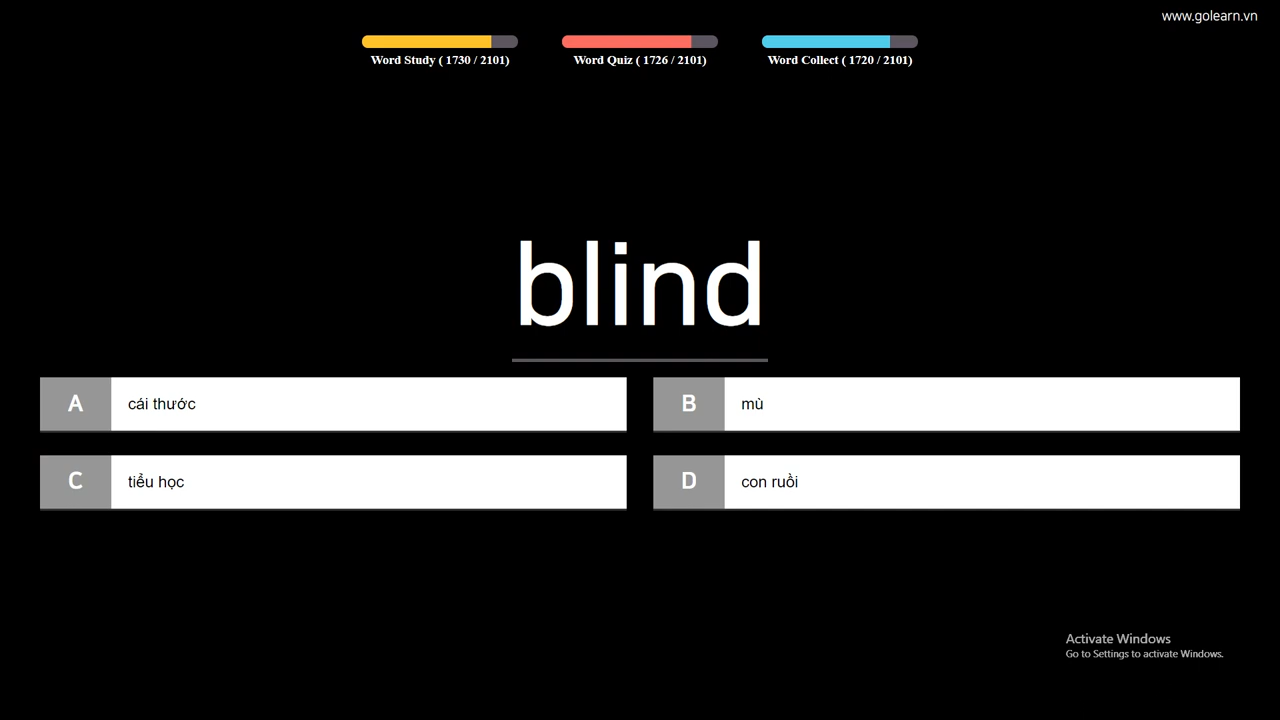 www.golearn.vn
Word Study ( 1730 / 2101)
Word Quiz ( 1726 / 2101)
Word Collect ( 1720 / 2101)
blind
A cái thước
B mù
C tiểu học
D con ruồi
Activate Windows
Go to Settings to activate Windows.